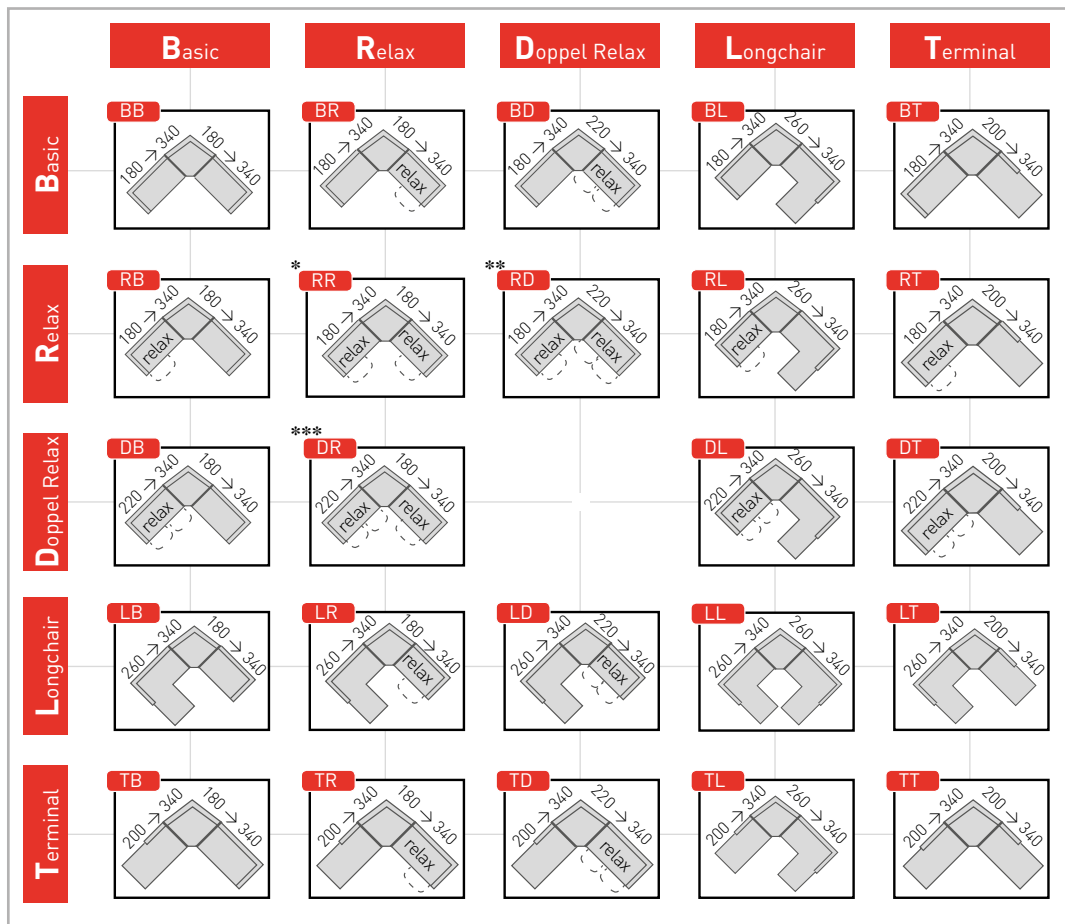 Basic Relax Doppel Relax Longchair Terminal
Basic
BB 180 → 340 180 → 340
BR 180 → 340 180 → 340 relax
BD 180 → 340 220 → 340 relax
BL 180 → 340 260 → 340
BT 180 → 340 200 → 340
Relax
RB 180 → 340 180 → 340 relax
* RR 180 → 340 180 → 340 relax relax
** RD 180 → 340 220 → 340 relax relax
RL 180 → 340 260 → 340 relax
RT 180 → 340 200 → 340 relax
Doppel Relax
DB 220 → 340 180 → 340 relax
*** DR 220 → 340 180 → 340 relax relax
DL 220 → 340 260 → 340 relax
DT 220 → 340 200 → 340 relax
Longchair
LB 260 → 340 180 → 340
LR 260 → 340 180 → 340 relax
LD 260 → 340 220 → 340 relax
LL 260 → 340 260 → 340
LT 260 → 340 200 → 340
Terminal
TB 200 → 340 180 → 340
TR 200 → 340 180 → 340 relax
TD 200 → 340 220 → 340 relax
TL 200 → 340 260 → 340
TT 200 → 340 200 → 340